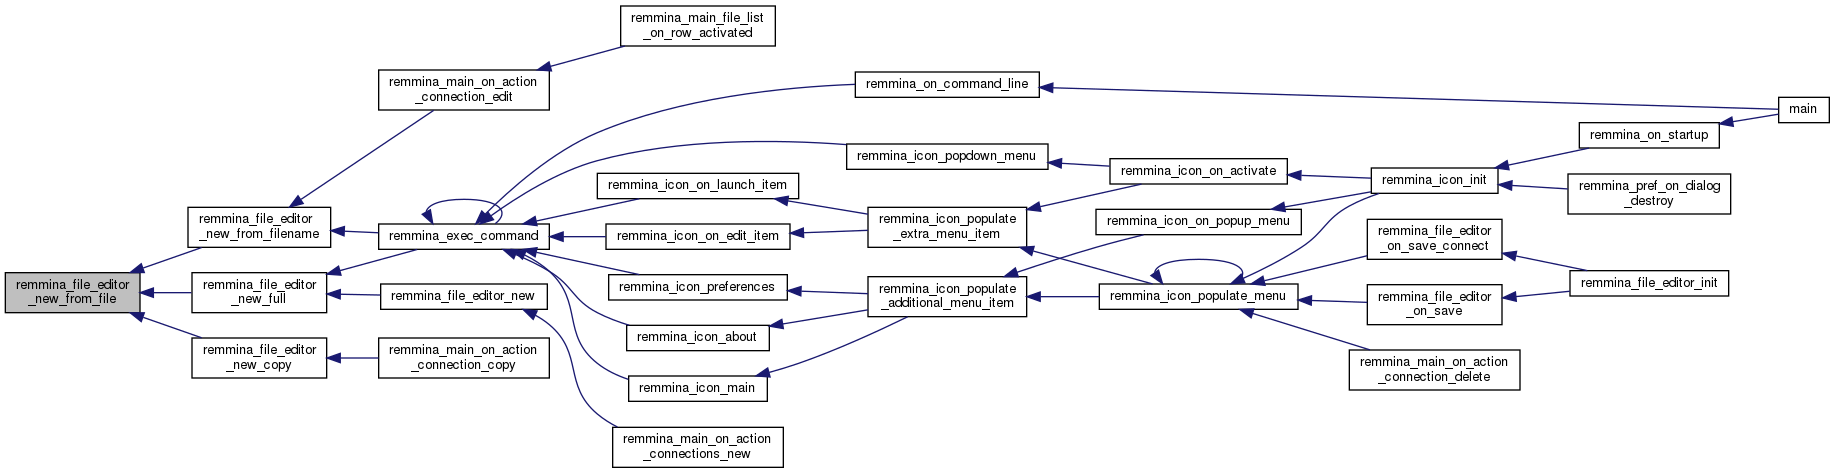 remmina_file_editor
_new_from_file
remmina_file_editor
_new_from_filename
remmina_file_editor
_new_full
remmina_file_editor
_new_copy
remmina_main_on_action
_connection_edit
remmina_exec_command
remmina_file_editor_new
remmina_main_on_action
_connection_copy
remmina_main_file_list
_on_row_activated
remmina_icon_on_launch_item
remmina_icon_on_edit_item
remmina_icon_preferences
remmina_icon_about
remmina_icon_main
remmina_main_on_action
_connections_new
remmina_on_command_line
remmina_icon_popdown_menu
remmina_icon_populate
_extra_menu_item
remmina_icon_populate
_additional_menu_item
remmina_icon_on_activate
remmina_icon_on_popup_menu
remmina_icon_populate_menu
remmina_icon_init
remmina_file_editor
_on_save_connect
remmina_file_editor
_on_save
remmina_main_on_action
_connection_delete
remmina_on_startup
remmina_pref_on_dialog
_destroy
remmina_file_editor_init
main